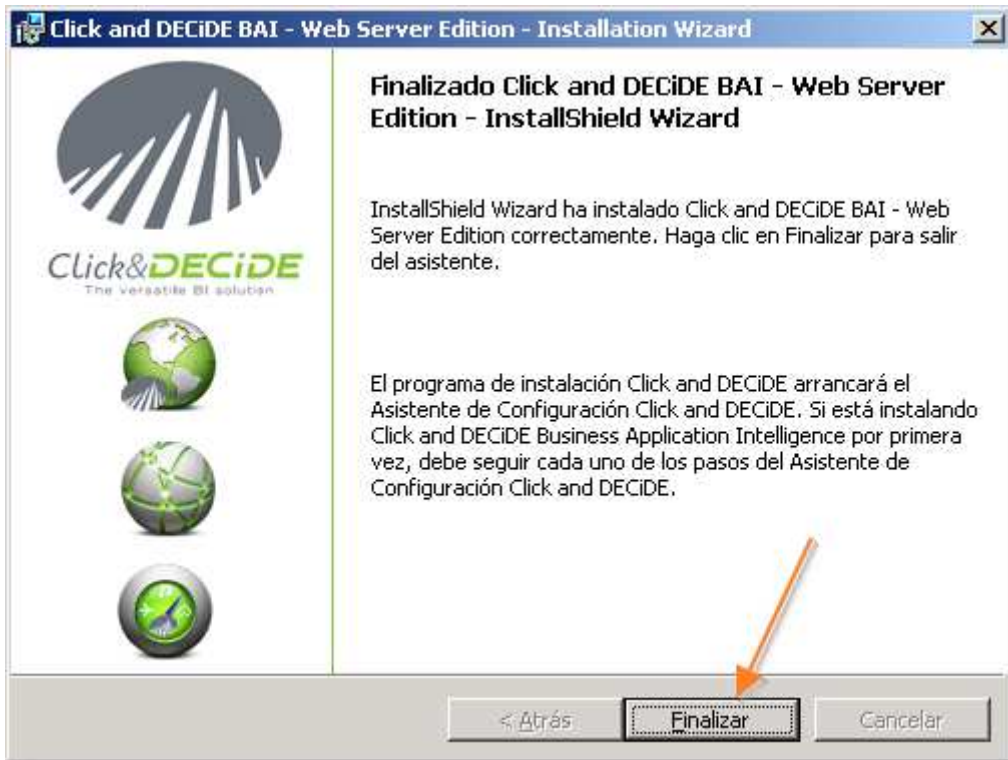 Click and DECiDE BAI - Web Server Edition - Installation Wizard
Finalizado Click and DECiDE BAI - Web Server
Edition - InstallShield Wizard
InstallShield Wizard ha instalado Click and DECiDE BAI - Web
Server Edition correctamente. Haga clic en Finalizar para salir
del asistente.
Click&DECiDE
The versatile BI solution
El programa de instalación Click and DECiDE arrancará el
Asistente de Configuración Click and DECiDE. Si está instalando
Click and DECiDE Business Application Intelligence por primera
vez, debe seguir cada uno de los pasos del Asistente de
Configuración Click and DECiDE.
< Atrás
Finalizar
Cancelar